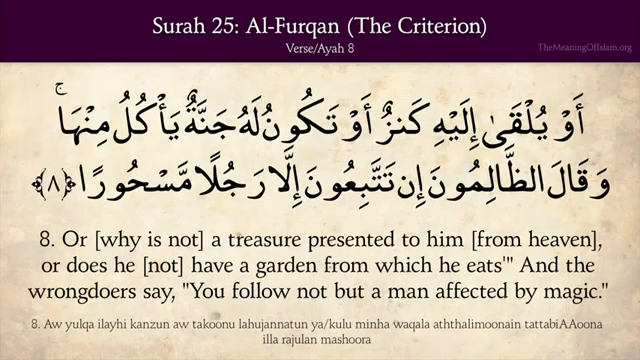 Surah 25: Al-Furqan (The Criterion)
Verse/Ayah 8
TheMeaningOfIslam.org
أَوْ يُلْقَىٰ إِلَيْهِ كَنزٌ أَوْ تَكُونُ لَهُ جَنَّةٌ يَأْكُلُ مِنْهَا ۚ
وَقَالَ الظَّالِمُونَ إِن تَتَّبِعُونَ إِلَّا رَجُلًا مَّسْحُورًا ﴿٨﴾
8. Or [why is not] a treasure presented to him [from heaven],
or does he [not] have a garden from which he eats'" And the
wrongdoers say, "You follow not but a man affected by magic."
8. Aw yulqa ilayhi kanzun aw takoonu lahujannatun ya/kulu minha waqala aththalimoonain tattabiAAoona
illa rajulan mashoora